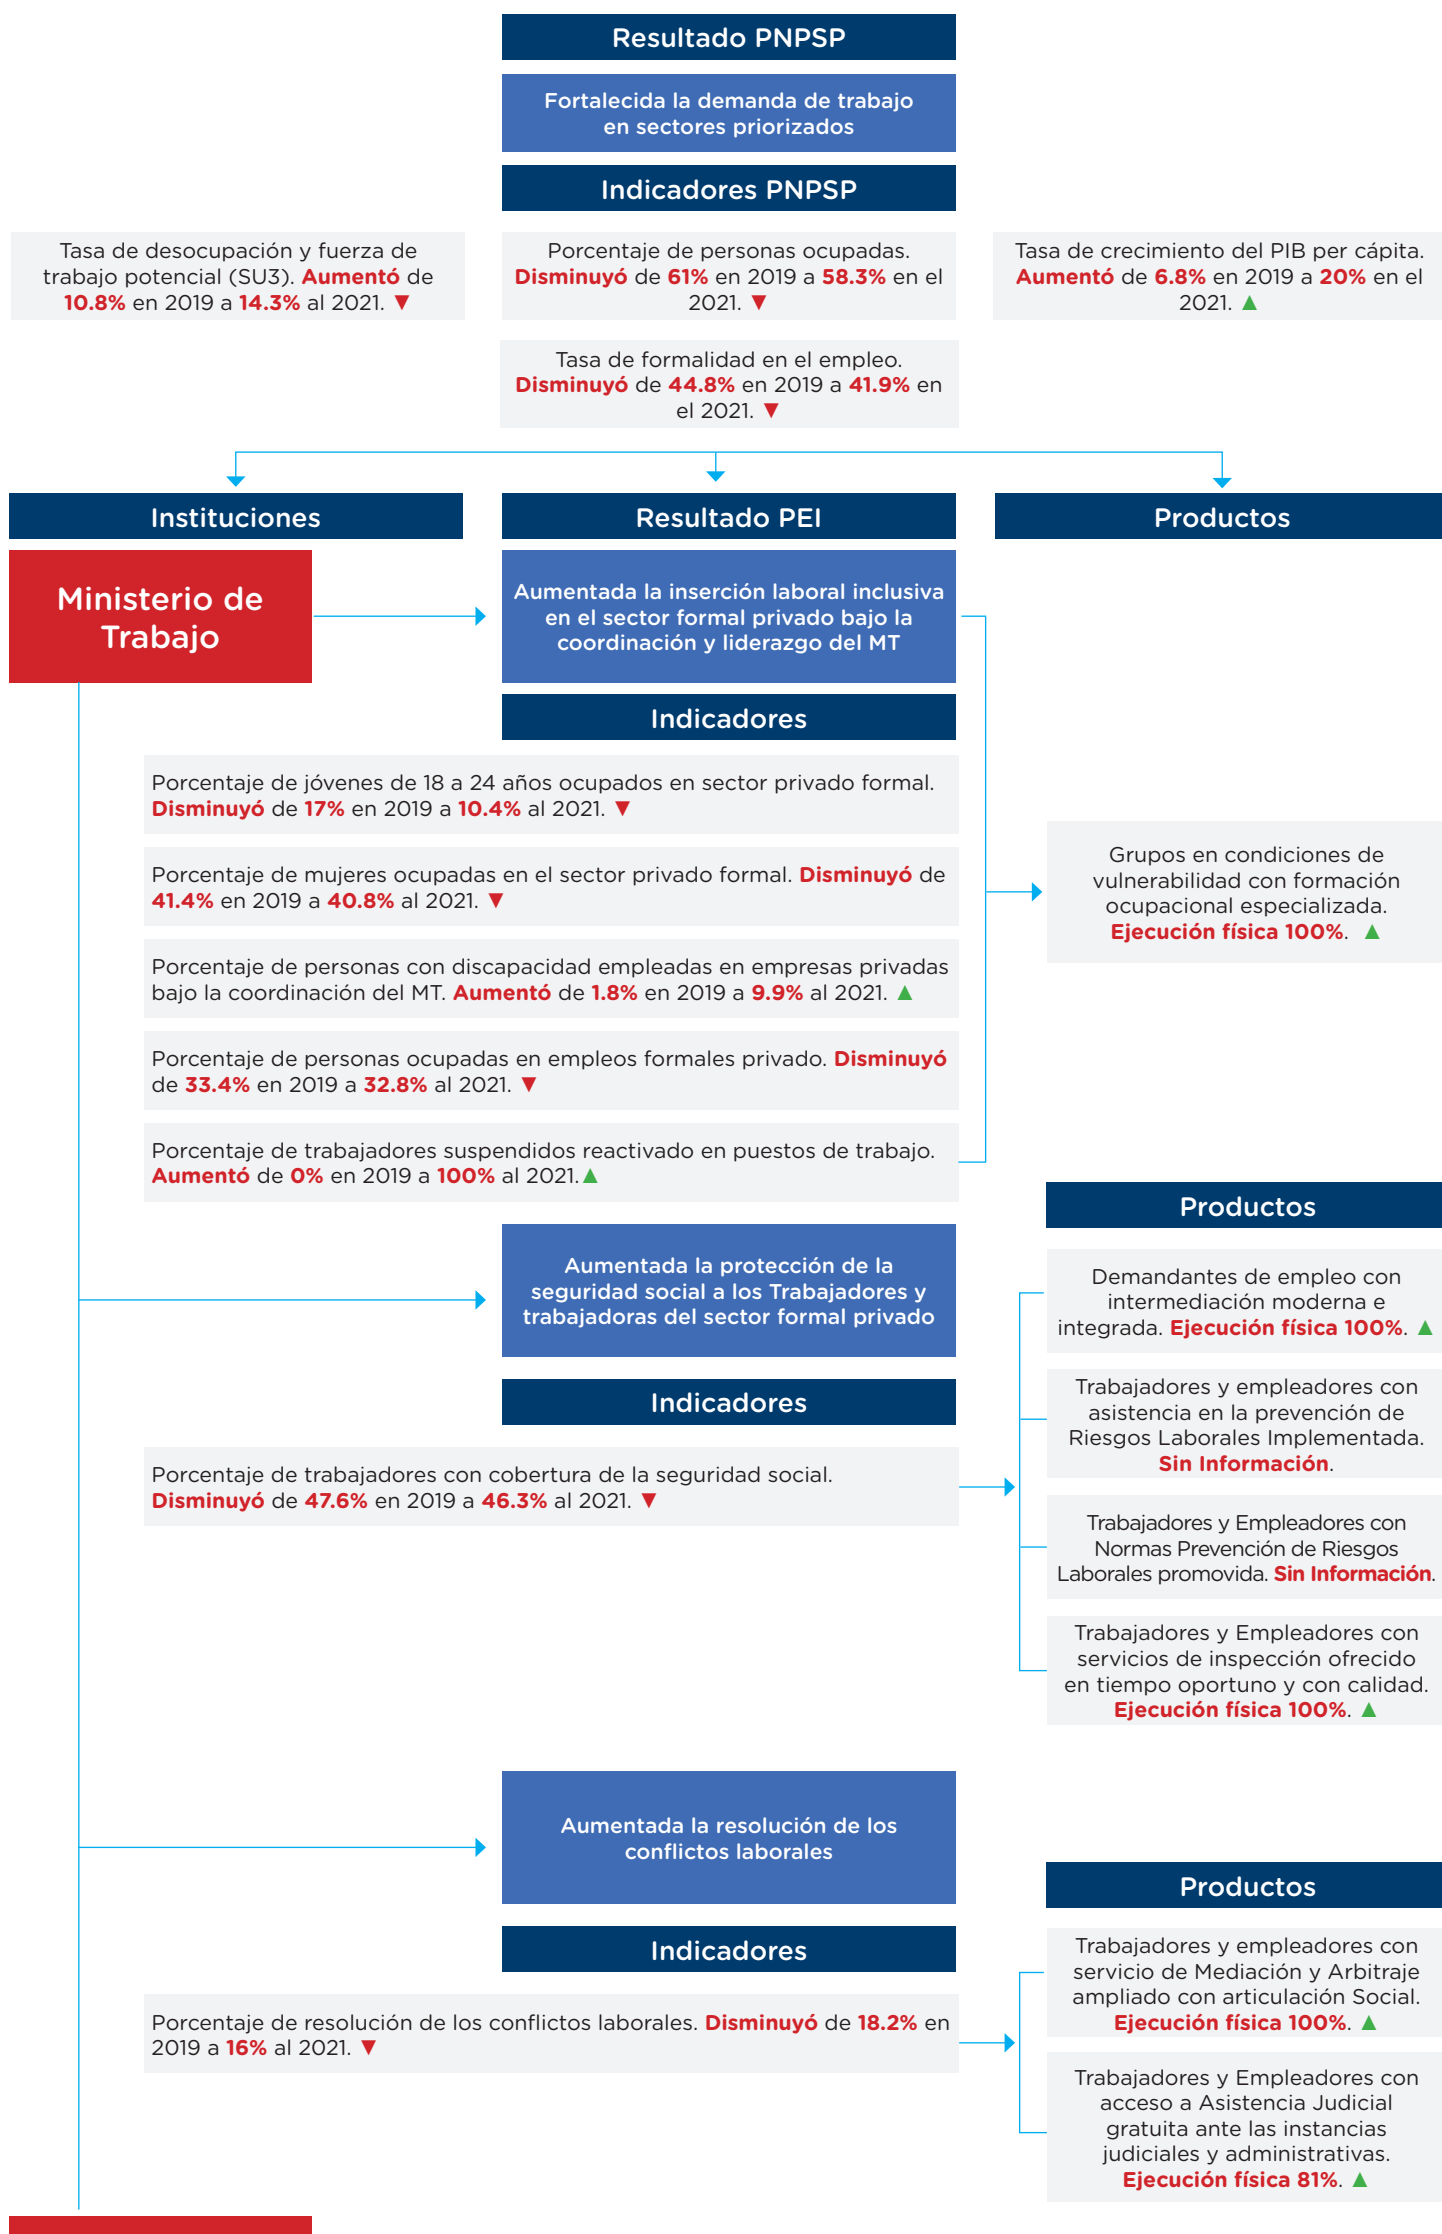 Resultado PNPSP
Fortalecida la demanda de trabajo
en sectores priorizados
Indicadores PNPSP
Tasa de desocupación y fuerza de
trabajo potencial (SU3). Aumentó de
10.8% en 2019 a 14.3% al 2021. ▼
Porcentaje de personas ocupadas.
Disminuyó de 61% en 2019 a 58.3% en el
2021. ▼
Tasa de crecimiento del PIB per cápita.
Aumentó de 6.8% en 2019 a 20% en el
2021. ▲
Tasa de formalidad en el empleo.
Disminuyó de 44.8% en 2019 a 41.9% en
el 2021. ▼
Instituciones
Resultado PEI
Productos
Ministerio de
Trabajo
Aumentada la inserción laboral inclusiva
en el sector formal privado bajo la
coordinación y liderazgo del MT
Indicadores
Porcentaje de jóvenes de 18 a 24 años ocupados en sector privado formal.
Disminuyó de 17% en 2019 a 10.4% al 2021. ▼
Porcentaje de mujeres ocupadas en el sector privado formal. Disminuyó de
41.4% en 2019 a 40.8% al 2021. ▼
Porcentaje de personas con discapacidad empleadas en empresas privadas
bajo la coordinación del MT. Aumentó de 1.8% en 2019 a 9.9% al 2021. ▲
Porcentaje de personas ocupadas en empleos formales privado. Disminuyó
de 33.4% en 2019 a 32.8% al 2021. ▼
Porcentaje de trabajadores suspendidos reactivado en puestos de trabajo.
Aumentó de 0% en 2019 a 100% al 2021.▲
Grupos en condiciones de
vulnerabilidad con formación
ocupacional especializada.
Ejecución física 100%. ▲
Aumentada la protección de la
seguridad social a los Trabajadores y
trabajadoras del sector formal privado
Indicadores
Porcentaje de trabajadores con cobertura de la seguridad social.
Disminuyó de 47.6% en 2019 a 46.3% al 2021. ▼
Productos
Demandantes de empleo con
intermediación moderna e
integrada. Ejecución física 100%. ▲
Trabajadores y empleadores con
asistencia en la prevención de
Riesgos Laborales Implementada.
Sin Información.
Trabajadores y Empleadores con
Normas Prevención de Riesgos
Laborales promovida. Sin Información.
Trabajadores y Empleadores con
servicios de inspección ofrecido
en tiempo oportuno y con calidad.
Ejecución física 100%. ▲
Aumentada la resolución de los
conflictos laborales
Indicadores
Porcentaje de resolución de los conflictos laborales. Disminuyó de 18.2% en
2019 a 16% al 2021. ▼
Productos
Trabajadores y empleadores con
servicio de Mediación y Arbitraje
ampliado con articulación Social.
Ejecución física 100%. ▲
Trabajadores y Empleadores con
acceso a Asistencia Judicial
gratuita ante las instancias
judiciales y administrativas.
Ejecución física 81%. ▲